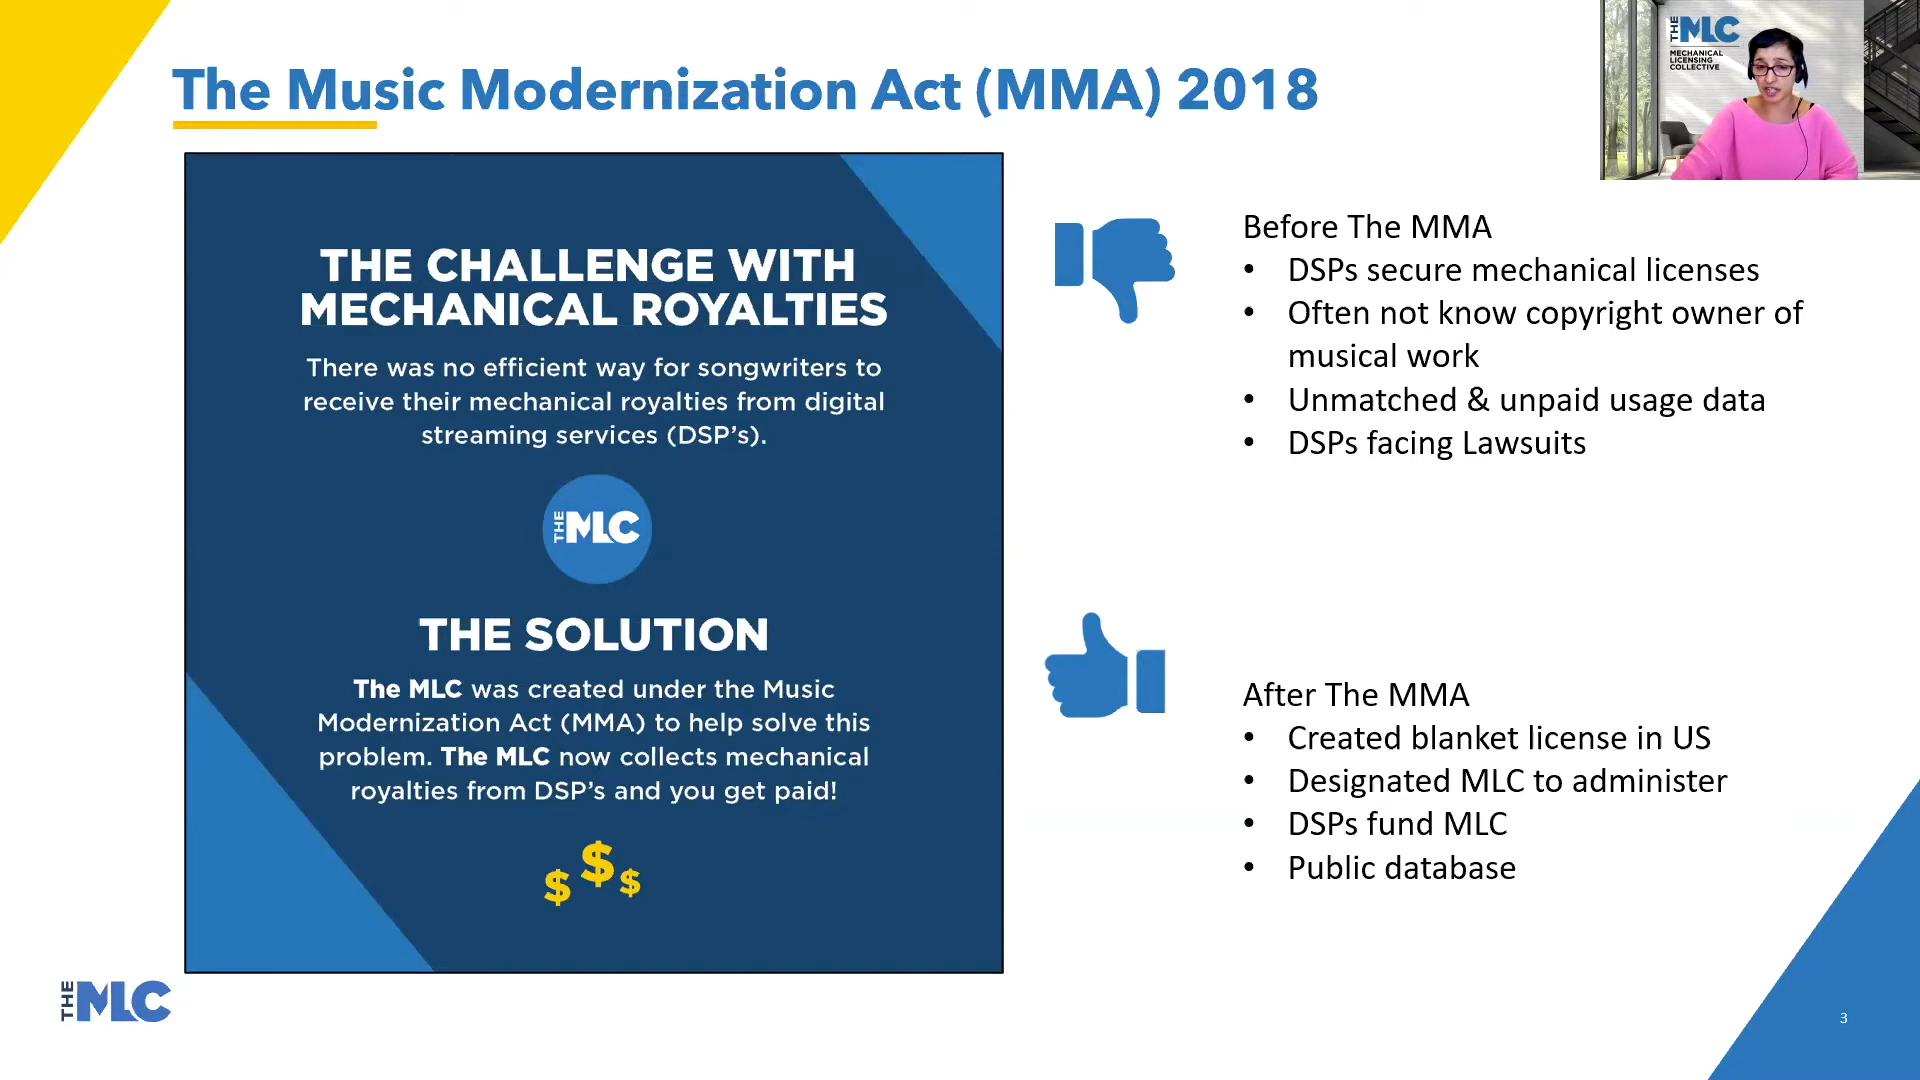 The Music Modernization Act (MMA) 2018
THE MLC
MECHANICAL
LICENSING
COLLECTIVE
THE CHALLENGE WITH
MECHANICAL ROYALTIES
There was no efficient way for songwriters to
receive their mechanical royalties from digital
streaming services (DSP's).
THE MLC
THE SOLUTION
The MLC was created under the Music
Modernization Act (MMA) to help solve this
problem. The MLC now collects mechanical
royalties from DSP's and you get paid!
$ $ $
Before The MMA
• DSPs secure mechanical licenses
• Often not know copyright owner of
musical work
• Unmatched & unpaid usage data
• DSPs facing Lawsuits
After The MMA
• Created blanket license in US
• Designated MLC to administer
• DSPs fund MLC
• Public database
THE MLC
3